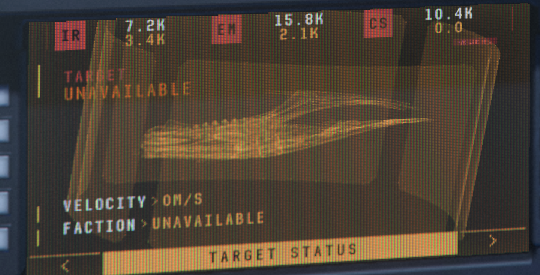 IR 7.2K EM 15.8K CS 10.4K
3.4K 2.1K 0.0
TARGET
UNAVAILABLE
VELOCITY > 0M/S
FACTION > UNAVAILABLE
< TARGET STATUS >